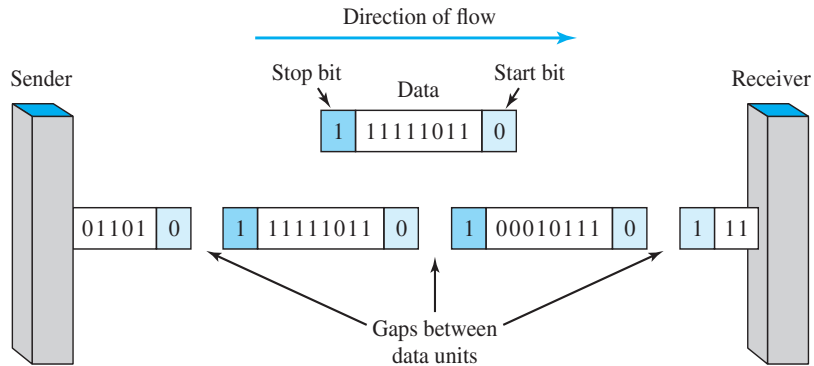 Direction of flow
Sender
Stop bit
Data
Start bit
Receiver
1 11111011 0
01101 0
1 11111011 0
1 00010111 0
1 11
Gaps between
data units